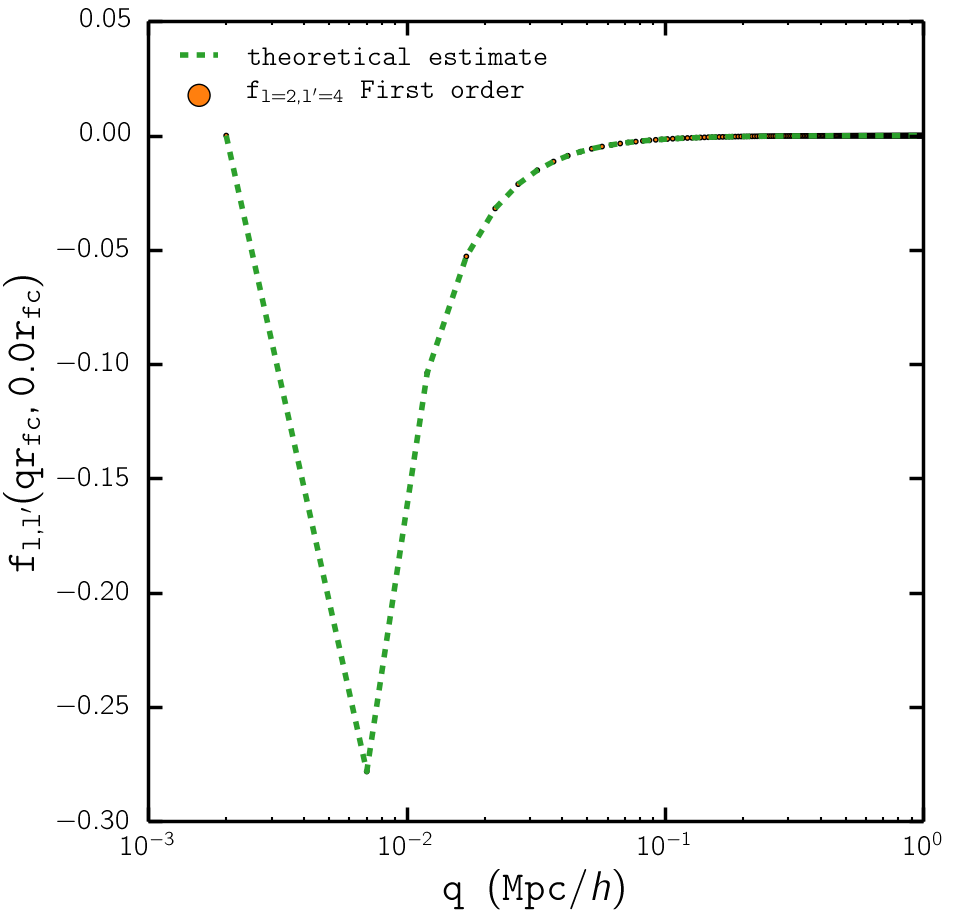 0.05
theoretical estimate
f_{l=2,l'=4} First order
0.00
−0.05
−0.10
−0.15
−0.20
−0.25
−0.30
f_{l,l'}(qr_{fc}, 0.0r_{fc})
10^{-3} 10^{-2} 10^{-1} 10^{0}
q (Mpc/h)